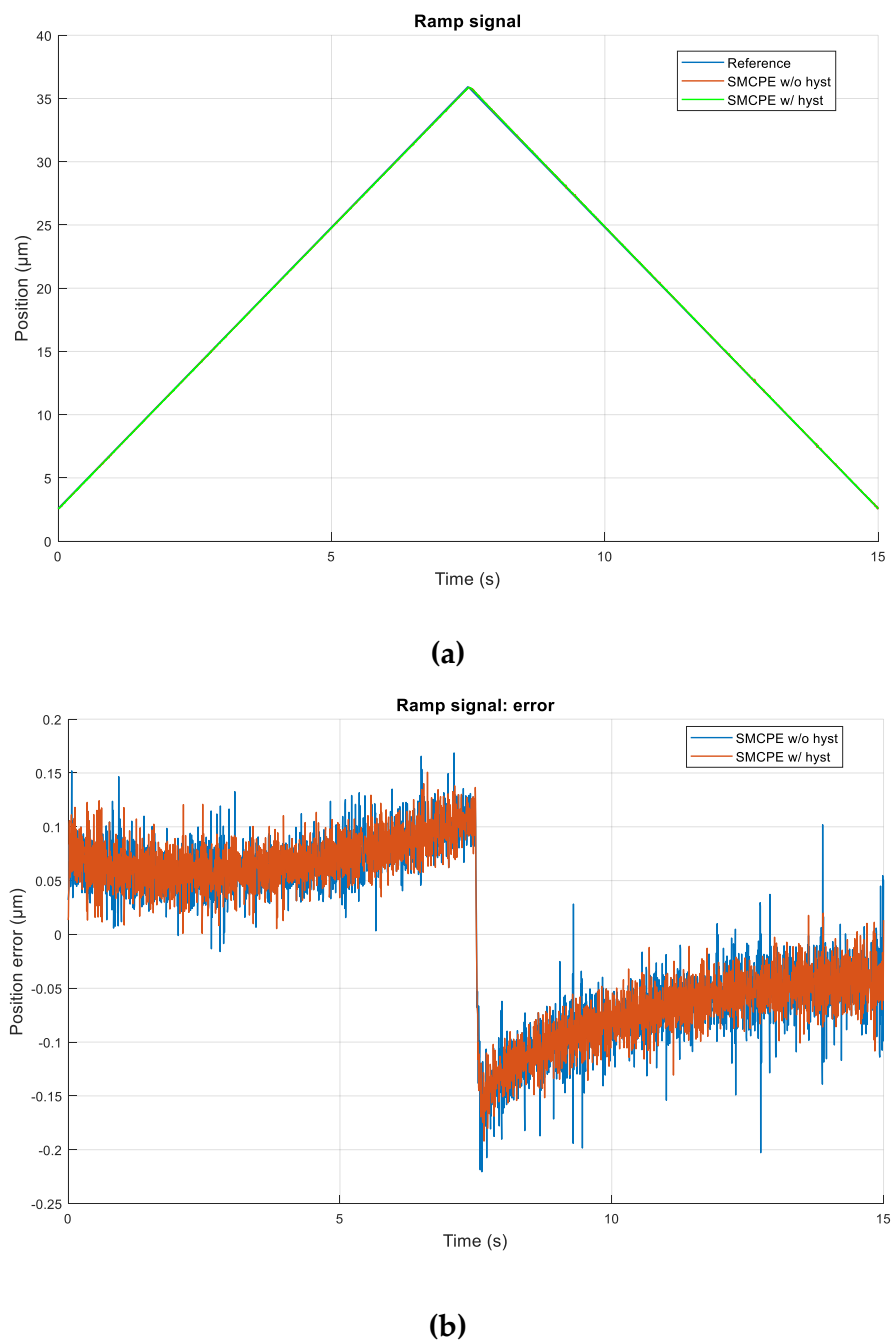 Ramp signal
40
35
30
25
20
15
10
5
0
Position (µm)
Reference
SMCPE w/o hyst
SMCPE w/ hyst
0
5
10
15
Time (s)
(a)
Ramp signal: error
0.2
0.15
0.1
0.05
0
-0.05
-0.1
-0.15
-0.2
-0.25
Position error (µm)
SMCPE w/o hyst
SMCPE w/ hyst
0
5
10
15
Time (s)
(b)